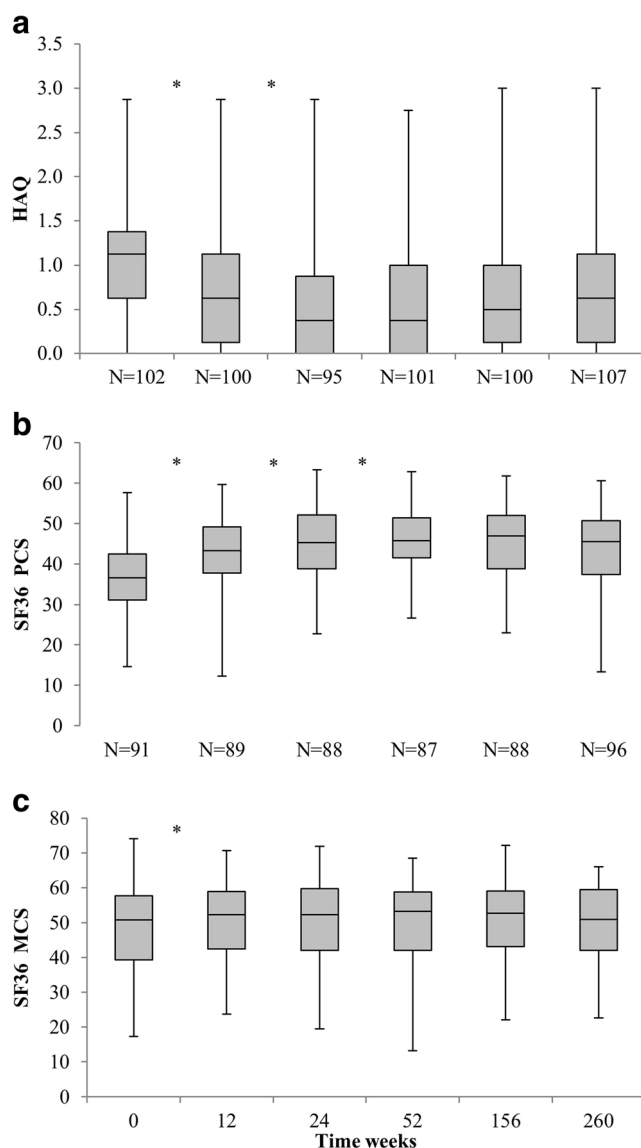 a
3.5
* *
3.0
2.5
2.0
HAQ
1.5
1.0
0.5
0.0
N=102 N=100 N=95 N=101 N=100 N=107
b
70
* * *
60
50
SF36 PCS
40
30
20
10
0
N=91 N=89 N=88 N=87 N=88 N=96
c
80
*
70
60
50
SF36 MCS
40
30
20
10
0
0 12 24 52 156 260
Time weeks